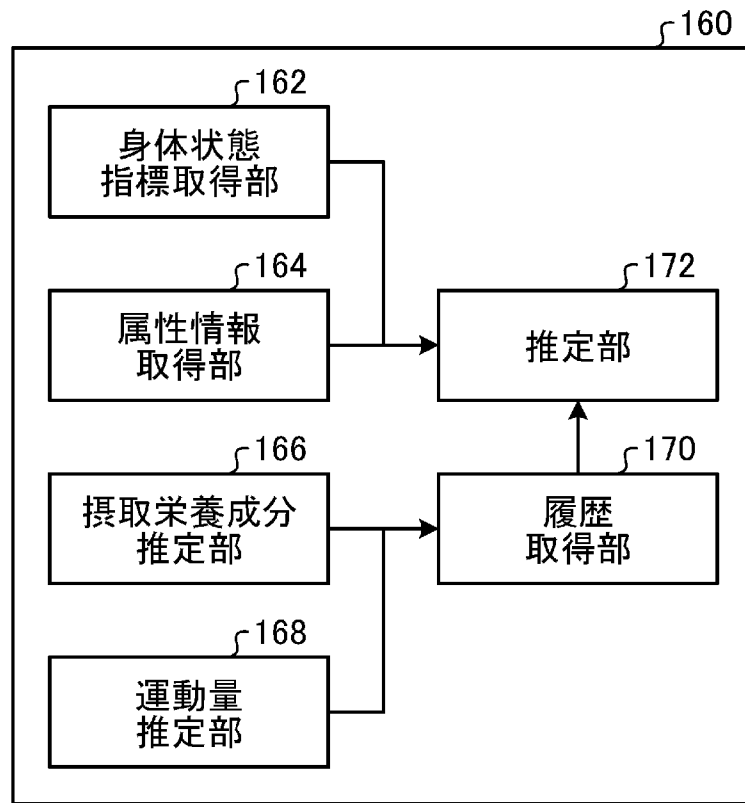 160
162
身体状態
指標取得部
164
属性情報
取得部
172
推定部
166
摂取栄養成分
推定部
170
履歴
取得部
168
運動量
推定部